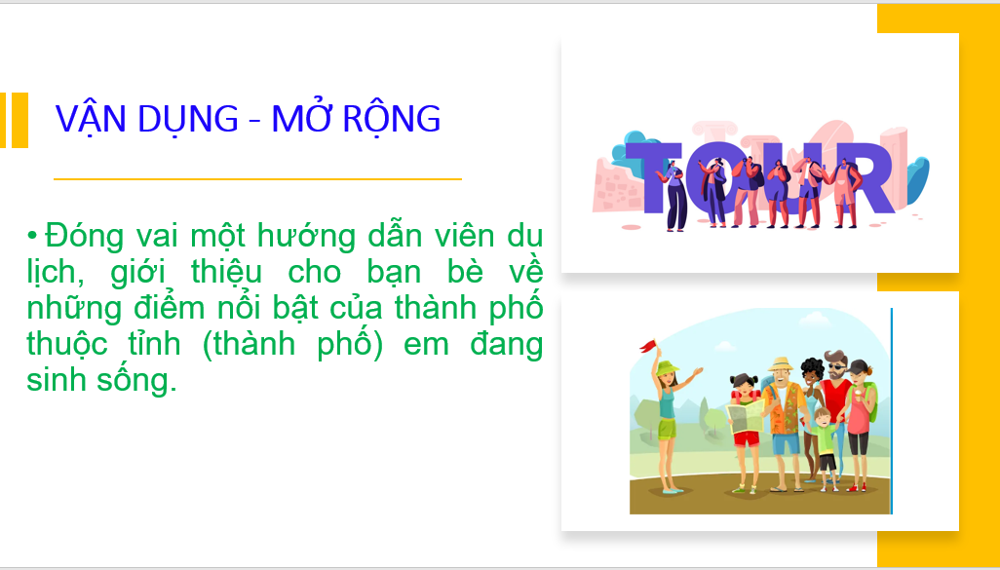 VẬN DỤNG - MỞ RỘNG
• Đóng vai một hướng dẫn viên du
lịch, giới thiệu cho bạn bè về
những điểm nổi bật của thành phố
thuộc tỉnh (thành phố) em đang
sinh sống.
TOUR